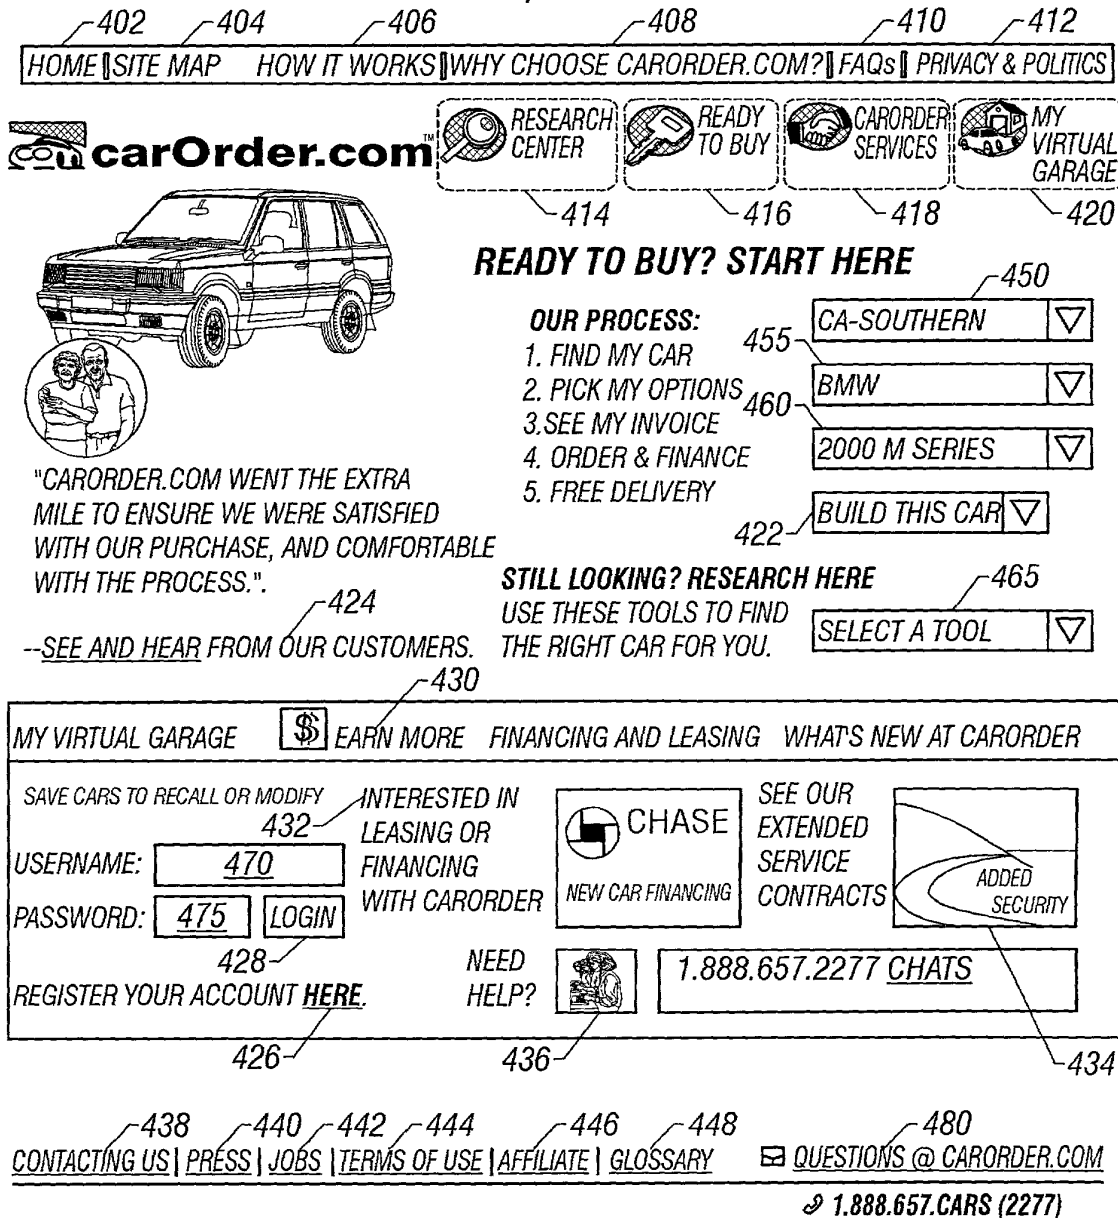 402 404 406 408 410 412
HOME SITE MAP HOW IT WORKS WHY CHOOSE CARORDER.COM? FAQs PRIVACY & POLITICS
carOrder.com™
RESEARCH CENTER
READY TO BUY
CARORDER SERVICES
MY VIRTUAL GARAGE
414 416 418 420
READY TO BUY? START HERE
450
OUR PROCESS:
1. FIND MY CAR
2. PICK MY OPTIONS
3.SEE MY INVOICE
4. ORDER & FINANCE
5. FREE DELIVERY
CA-SOUTHERN
455
BMW
460
2000 M SERIES
422
BUILD THIS CAR
"CARORDER.COM WENT THE EXTRA
MILE TO ENSURE WE WERE SATISFIED
WITH OUR PURCHASE, AND COMFORTABLE
WITH THE PROCESS.".
424
--SEE AND HEAR FROM OUR CUSTOMERS.
STILL LOOKING? RESEARCH HERE
USE THESE TOOLS TO FIND
THE RIGHT CAR FOR YOU.
465
SELECT A TOOL
430
MY VIRTUAL GARAGE $ EARN MORE FINANCING AND LEASING WHAT'S NEW AT CARORDER
SAVE CARS TO RECALL OR MODIFY
432
USERNAME: 470
PASSWORD: 475 LOGIN
428
REGISTER YOUR ACCOUNT HERE.
426
INTERESTED IN
LEASING OR
FINANCING
WITH CARORDER
CHASE
NEW CAR FINANCING
SEE OUR
EXTENDED
SERVICE
CONTRACTS
ADDED
SECURITY
NEED
HELP?
1.888.657.2277 CHATS
436
434
438 440 442 444 446 448 480
CONTACTING US | PRESS | JOBS | TERMS OF USE | AFFILIATE | GLOSSARY QUESTIONS @ CARORDER.COM
1.888.657.CARS (2277)